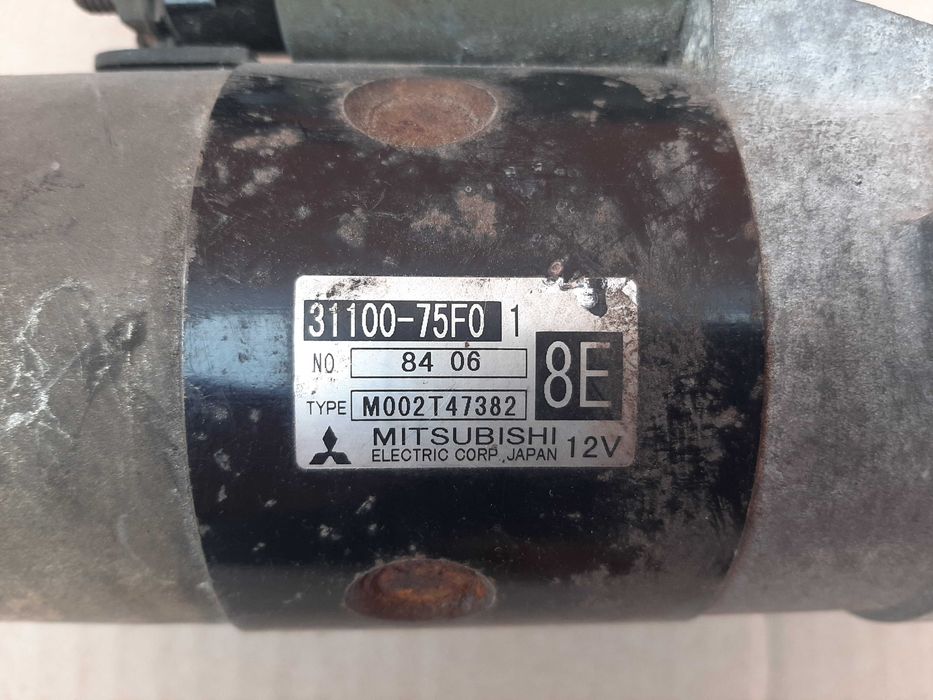 31100-75F0 1
NO 84 06
8E
TYPE M002T47382
MITSUBISHI
ELECTRIC CORP. JAPAN 12V